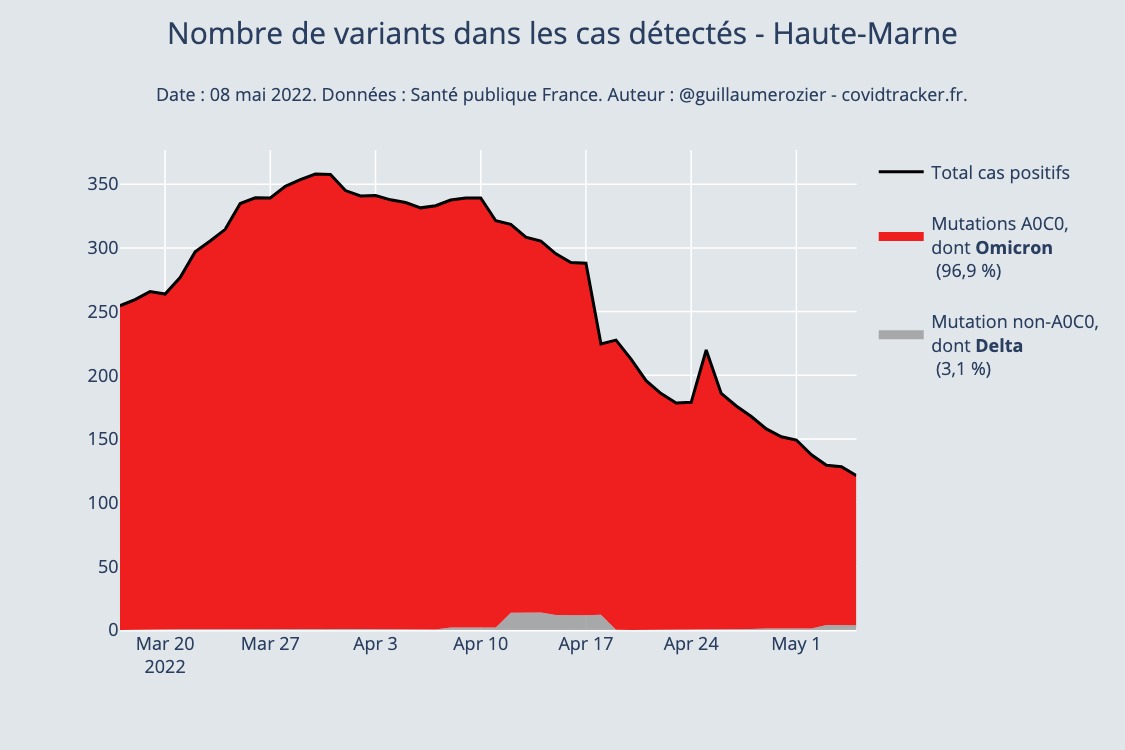 Nombre de variants dans les cas détectés - Haute-Marne
Date : 08 mai 2022. Données : Santé publique France. Auteur : @guillaumerozier - covidtracker.fr.
350
300
250
200
150
100
50
0
Mar 20
2022
Mar 27
Apr 3
Apr 10
Apr 17
Apr 24
May 1
Total cas positifs
Mutations A0C0,
dont Omicron
(96,9 %)
Mutation non-A0C0,
dont Delta
(3,1 %)